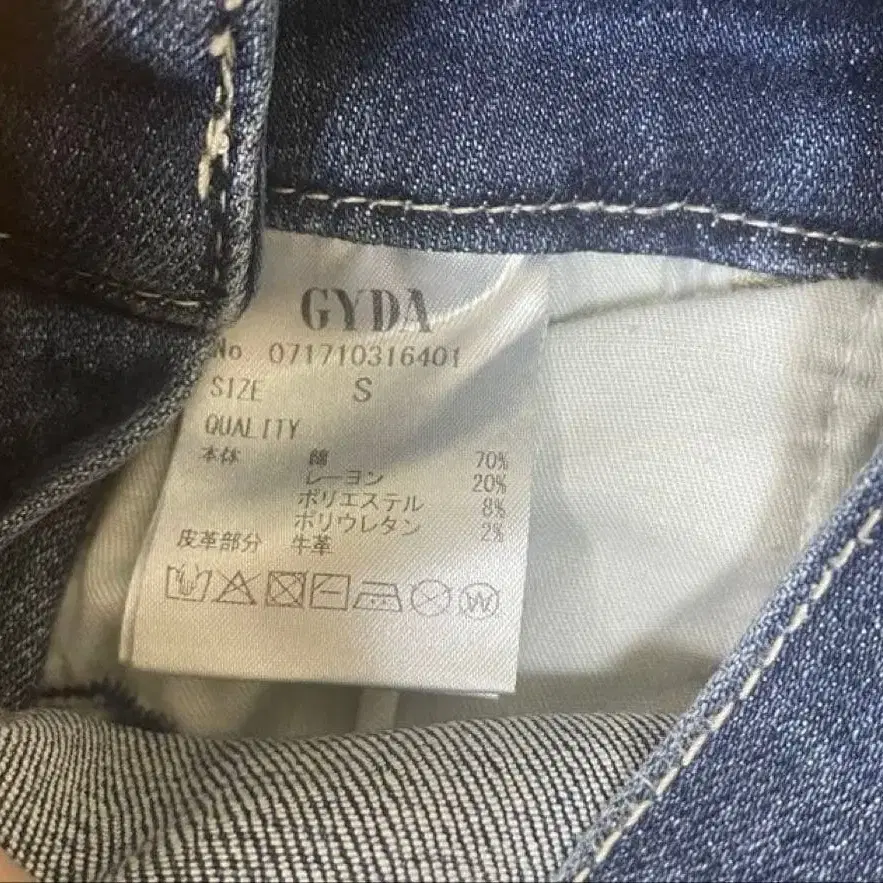 GYDA
No 071710316401
SIZE S
QUALITY
本体 綿 70%
レーヨン 20%
ポリエステル 8%
ポリウレタン 2%
皮革部分 牛革
W